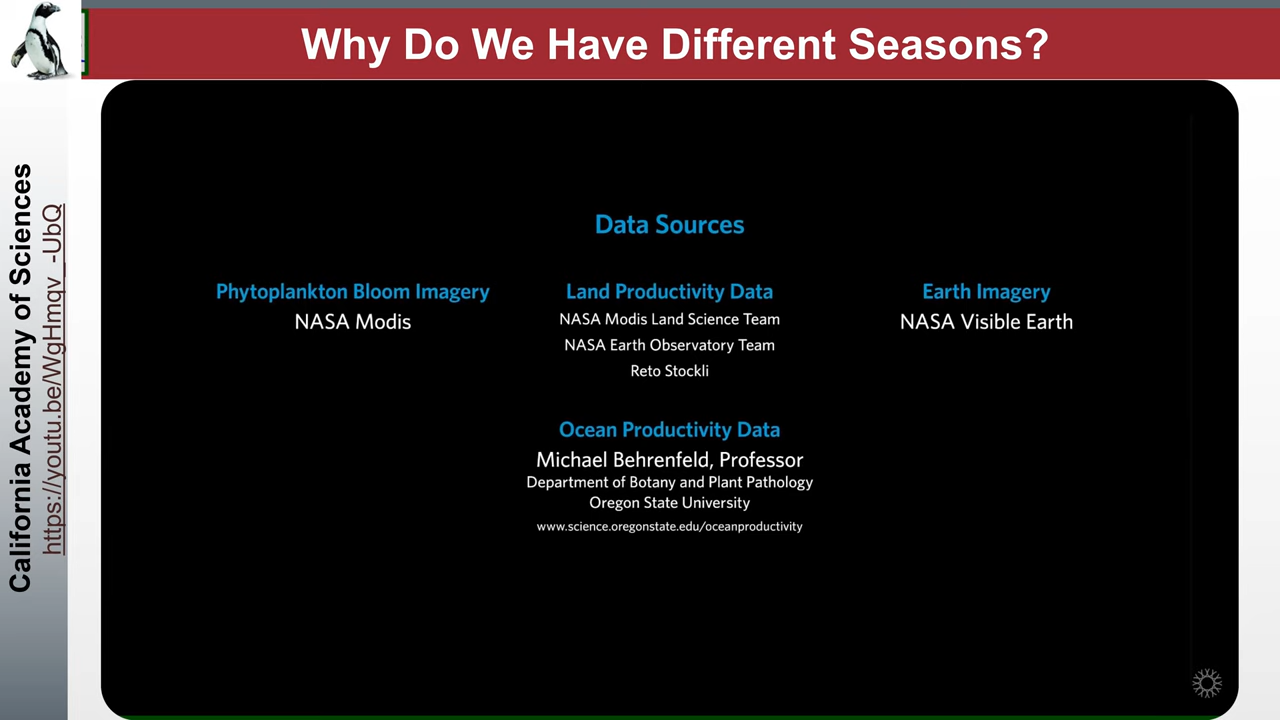 Why Do We Have Different Seasons?
California Academy of Sciences
https://youtu.be/WgHmqv_-UbQ
Data Sources
Phytoplankton Bloom Imagery
NASA Modis
Land Productivity Data
NASA Modis Land Science Team
NASA Earth Observatory Team
Reto Stockli
Earth Imagery
NASA Visible Earth
Ocean Productivity Data
Michael Behrenfeld, Professor
Department of Botany and Plant Pathology
Oregon State University
www.science.oregonstate.edu/oceanproductivity